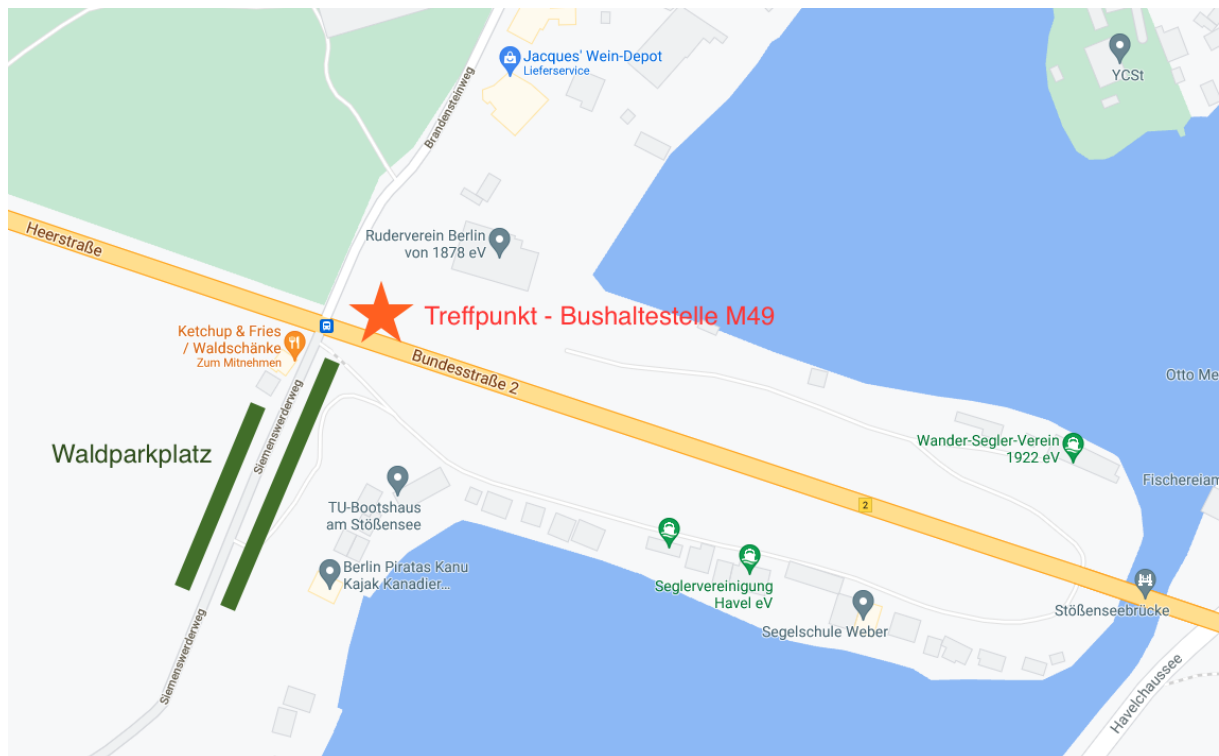 Jacques' Wein-Depot
Lieferservice
YCSt
Brandensteinweg
Heerstraße
Ruderverein Berlin
von 1878 eV
Treffpunkt - Bushaltestelle M49
Ketchup & Fries
/ Waldschänke
Zum Mitnehmen
Bundesstraße 2
Otto Me
Waldparkplatz
Siemenswerderweg
Wander-Segler-Verein
1922 eV
Fischereiam
TU-Bootshaus
am Stößensee
2
Berlin Piratas Kanu
Kajak Kanadier...
Seglervereinigung
Havel eV
Segelschule Weber
Stößenseebrücke
Siemenswerderweg
Havelchaussee